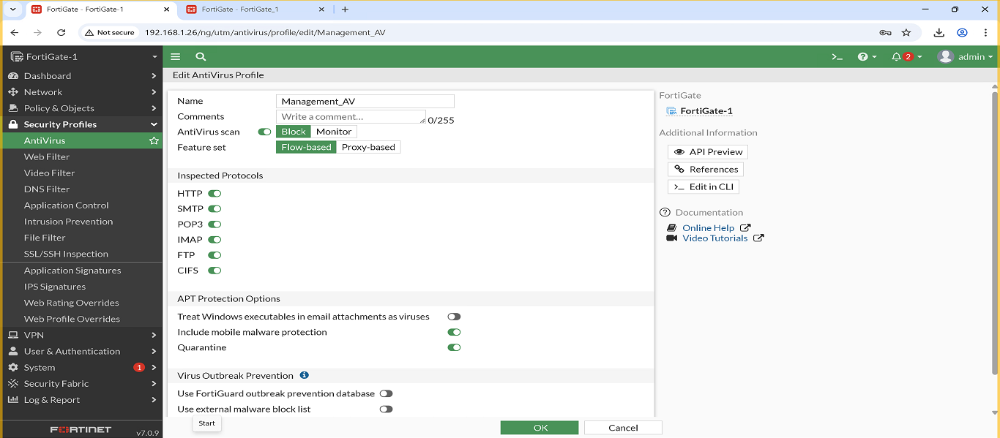 FortiGate - FortiGate-1
FortiGate - FortiGate_1
Not secure
192.168.1.26/ng/utm/antivirus/profile/edit/Management_AV
FortiGate-1
2
admin
Dashboard
Network
Policy & Objects
Security Profiles
AntiVirus
Web Filter
Video Filter
DNS Filter
Application Control
Intrusion Prevention
File Filter
SSL/SSH Inspection
Application Signatures
IPS Signatures
Web Rating Overrides
Web Profile Overrides
VPN
User & Authentication
System 1
Security Fabric
Log & Report
FORTINET
v7.0.9
Edit AntiVirus Profile
Name Management_AV
Comments Write a comment... 0/255
AntiVirus scan Block Monitor
Feature set Flow-based Proxy-based
Inspected Protocols
HTTP
SMTP
POP3
IMAP
FTP
CIFS
APT Protection Options
Treat Windows executables in email attachments as viruses
Include mobile malware protection
Quarantine
Virus Outbreak Prevention
Use FortiGuard outbreak prevention database
Use external malware block list
Start
OK Cancel
FortiGate
FortiGate-1
Additional Information
API Preview
References
>_ Edit in CLI
Documentation
Online Help
Video Tutorials